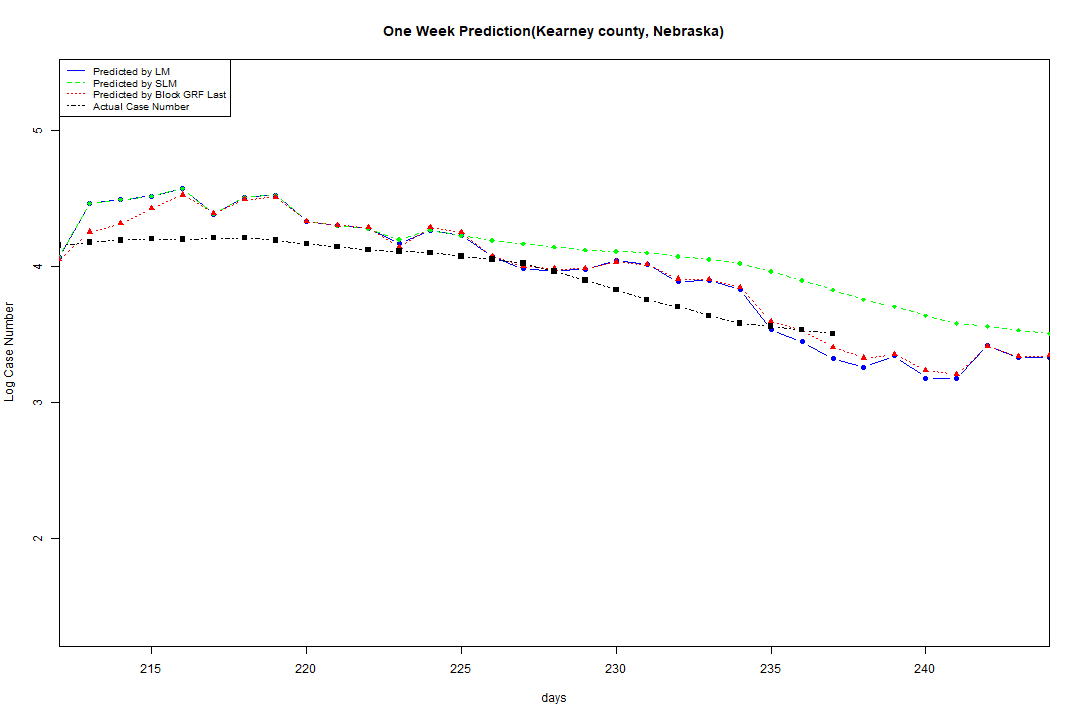 One Week Prediction(Kearney county, Nebraska)
Predicted by LM
Predicted by SLM
Predicted by Block GRF Last
Actual Case Number
5
4
3
2
Log Case Number
215 220 225 230 235 240
days